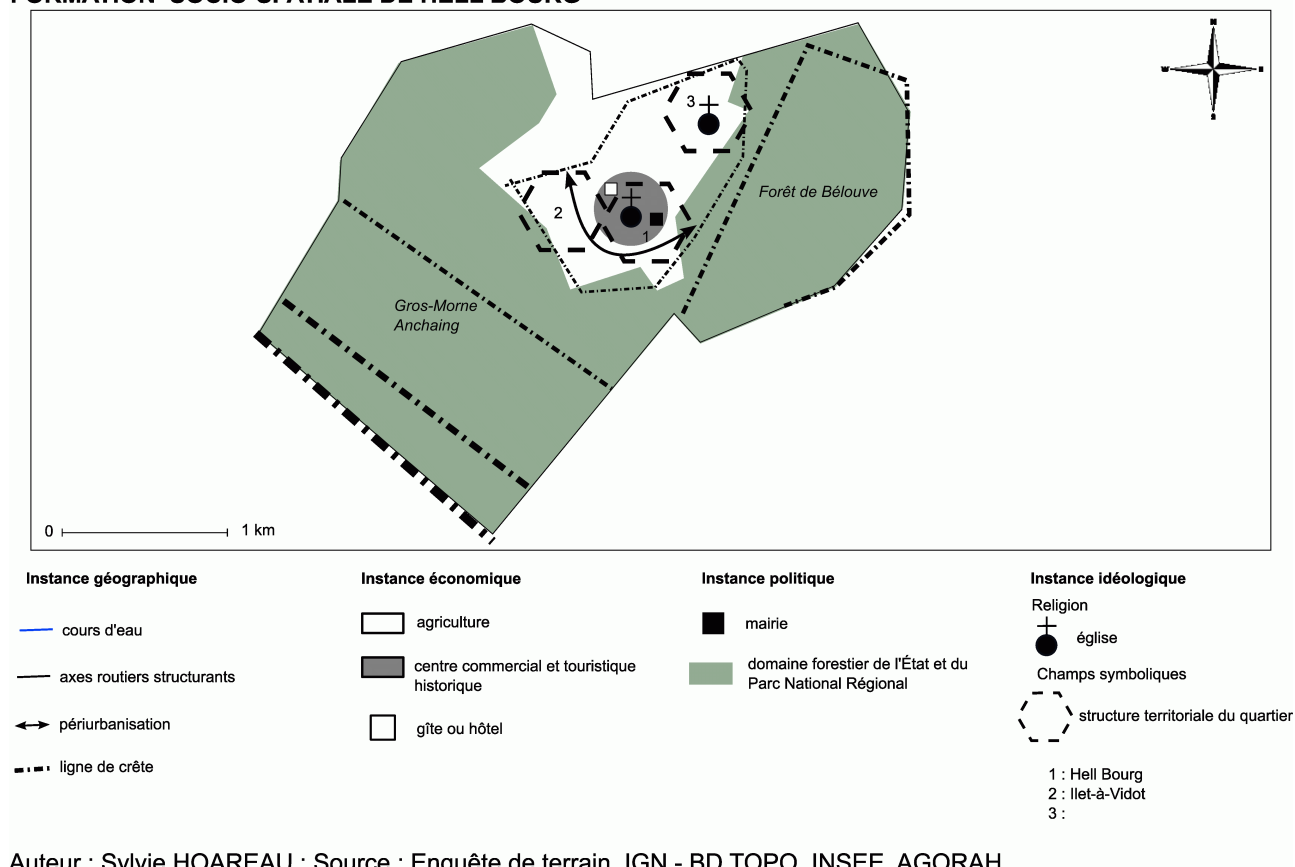 FORMATION SOCIO-SPATIALE DE HELL BOURG
N
W
E
S
3
2
1
Forêt de Bélouve
Gros-Morne
Anchaing
0
1 km
Instance géographique
cours d'eau
axes routiers structurants
périurbanisation
ligne de crête
Instance économique
agriculture
centre commercial et touristique
historique
gîte ou hôtel
Instance politique
mairie
domaine forestier de l'État et du
Parc National Régional
Instance idéologique
Religion
église
Champs symboliques
structure territoriale du quartier
1 : Hell Bourg
2 : Ilet-à-Vidot
3 :
Auteur : Sylvie HOAREAU ; Source : Enquête de terrain, IGN - BD TOPO, INSEE, AGORAH